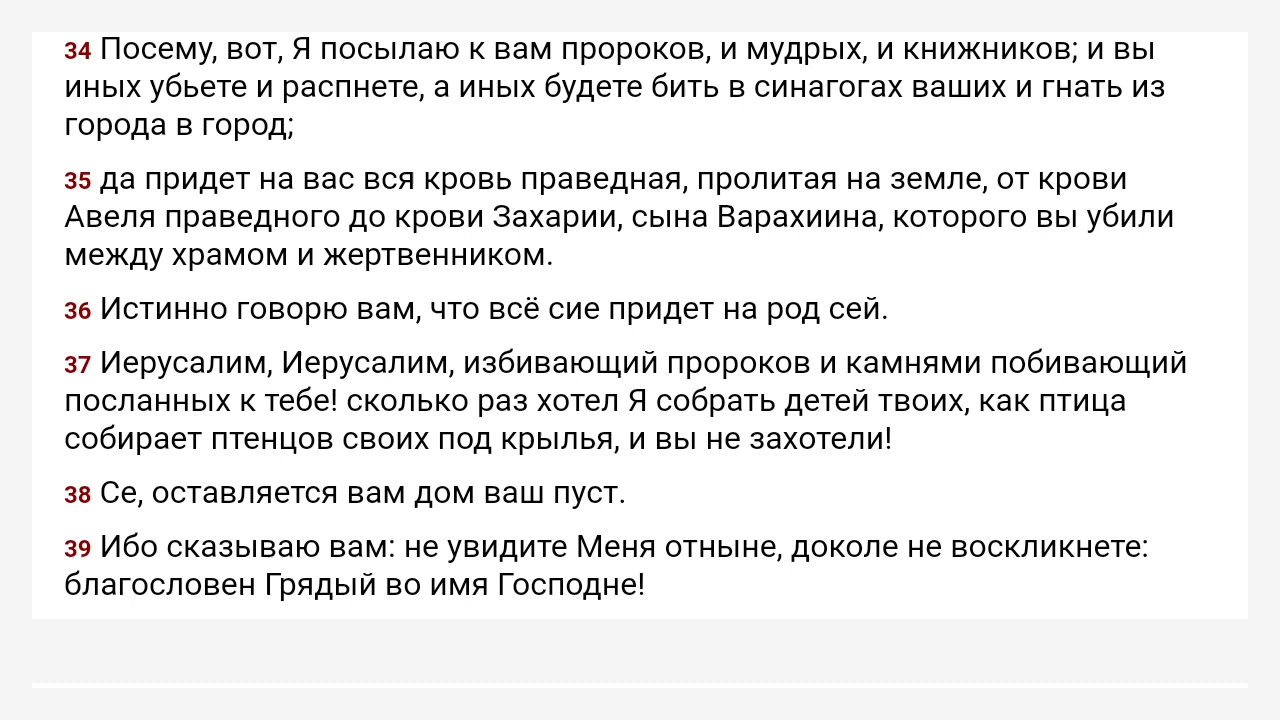 34 Посему, вот, Я посылаю к вам пророков, и мудрых, и книжников; и вы
иных убьете и распнете, а иных будете бить в синагогах ваших и гнать из
города в город;
35 да придет на вас вся кровь праведная, пролитая на земле, от крови
Авеля праведного до крови Захарии, сына Варахиина, которого вы убили
между храмом и жертвенником.
36 Истинно говорю вам, что всё сие придет на род сей.
37 Иерусалим, Иерусалим, избивающий пророков и камнями побивающий
посланных к тебе! сколько раз хотел Я собрать детей твоих, как птица
собирает птенцов своих под крылья, и вы не захотели!
38 Се, оставляется вам дом ваш пуст.
39 Ибо сказываю вам: не увидите Меня отныне, доколе не воскликнете:
благословен Грядый во имя Господне!